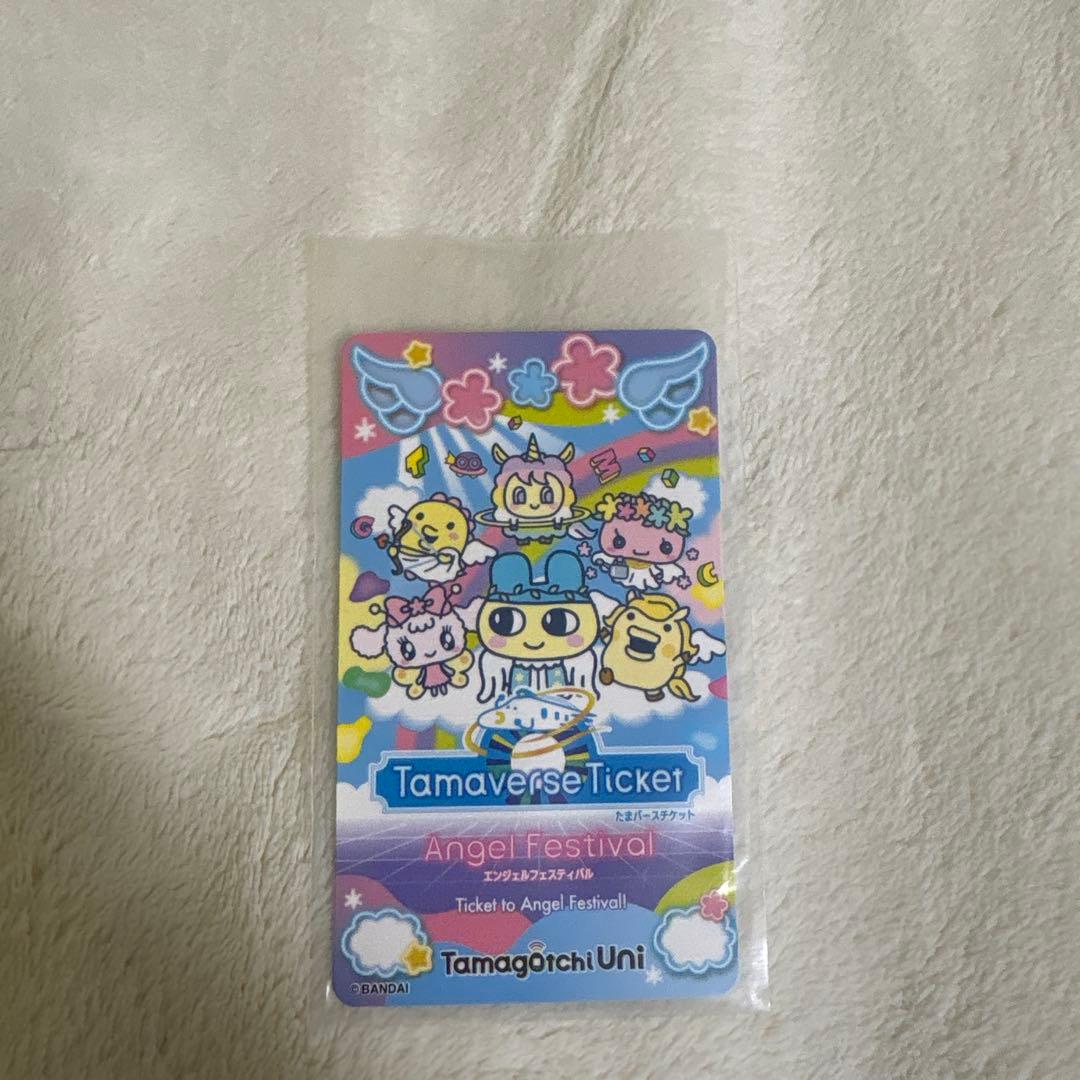 Tamaverse Ticket
たまバースチケット
Angel Festival
エンジェルフェスティバル
Ticket to Angel Festival!
Tamagotchi Uni
©BANDAI